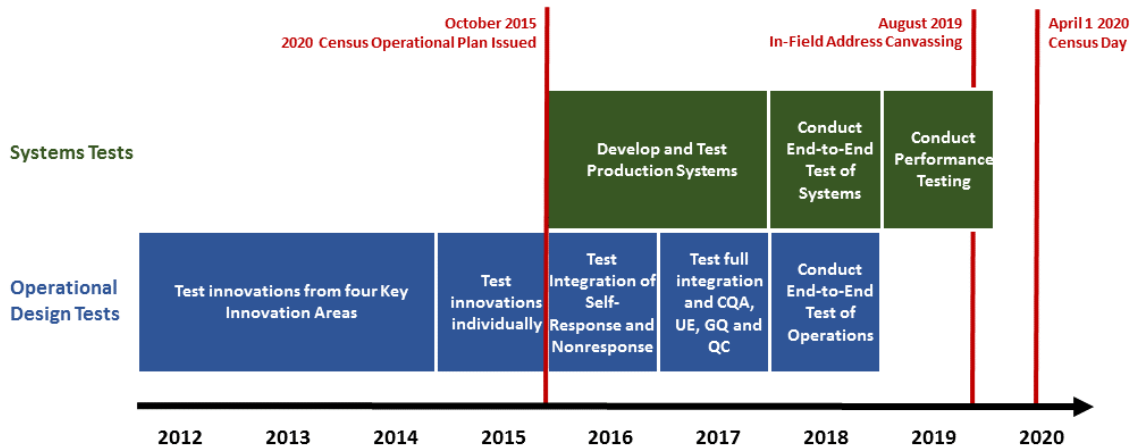 October 2015
2020 Census Operational Plan Issued
August 2019
In-Field Address Canvassing
April 1 2020
Census Day
Systems Tests
Develop and Test
Production Systems
Conduct
End-to-End
Test of
Systems
Conduct
Performance
Testing
Operational
Design Tests
Test innovations from four Key
Innovation Areas
Test
innovations
individually
Test
Integration of
Self-
Response and
Nonresponse
Test full
integration
and CQA,
UE, GQ and
QC
Conduct
End-to-End
Test of
Operations
2012 2013 2014 2015 2016 2017 2018 2019 2020